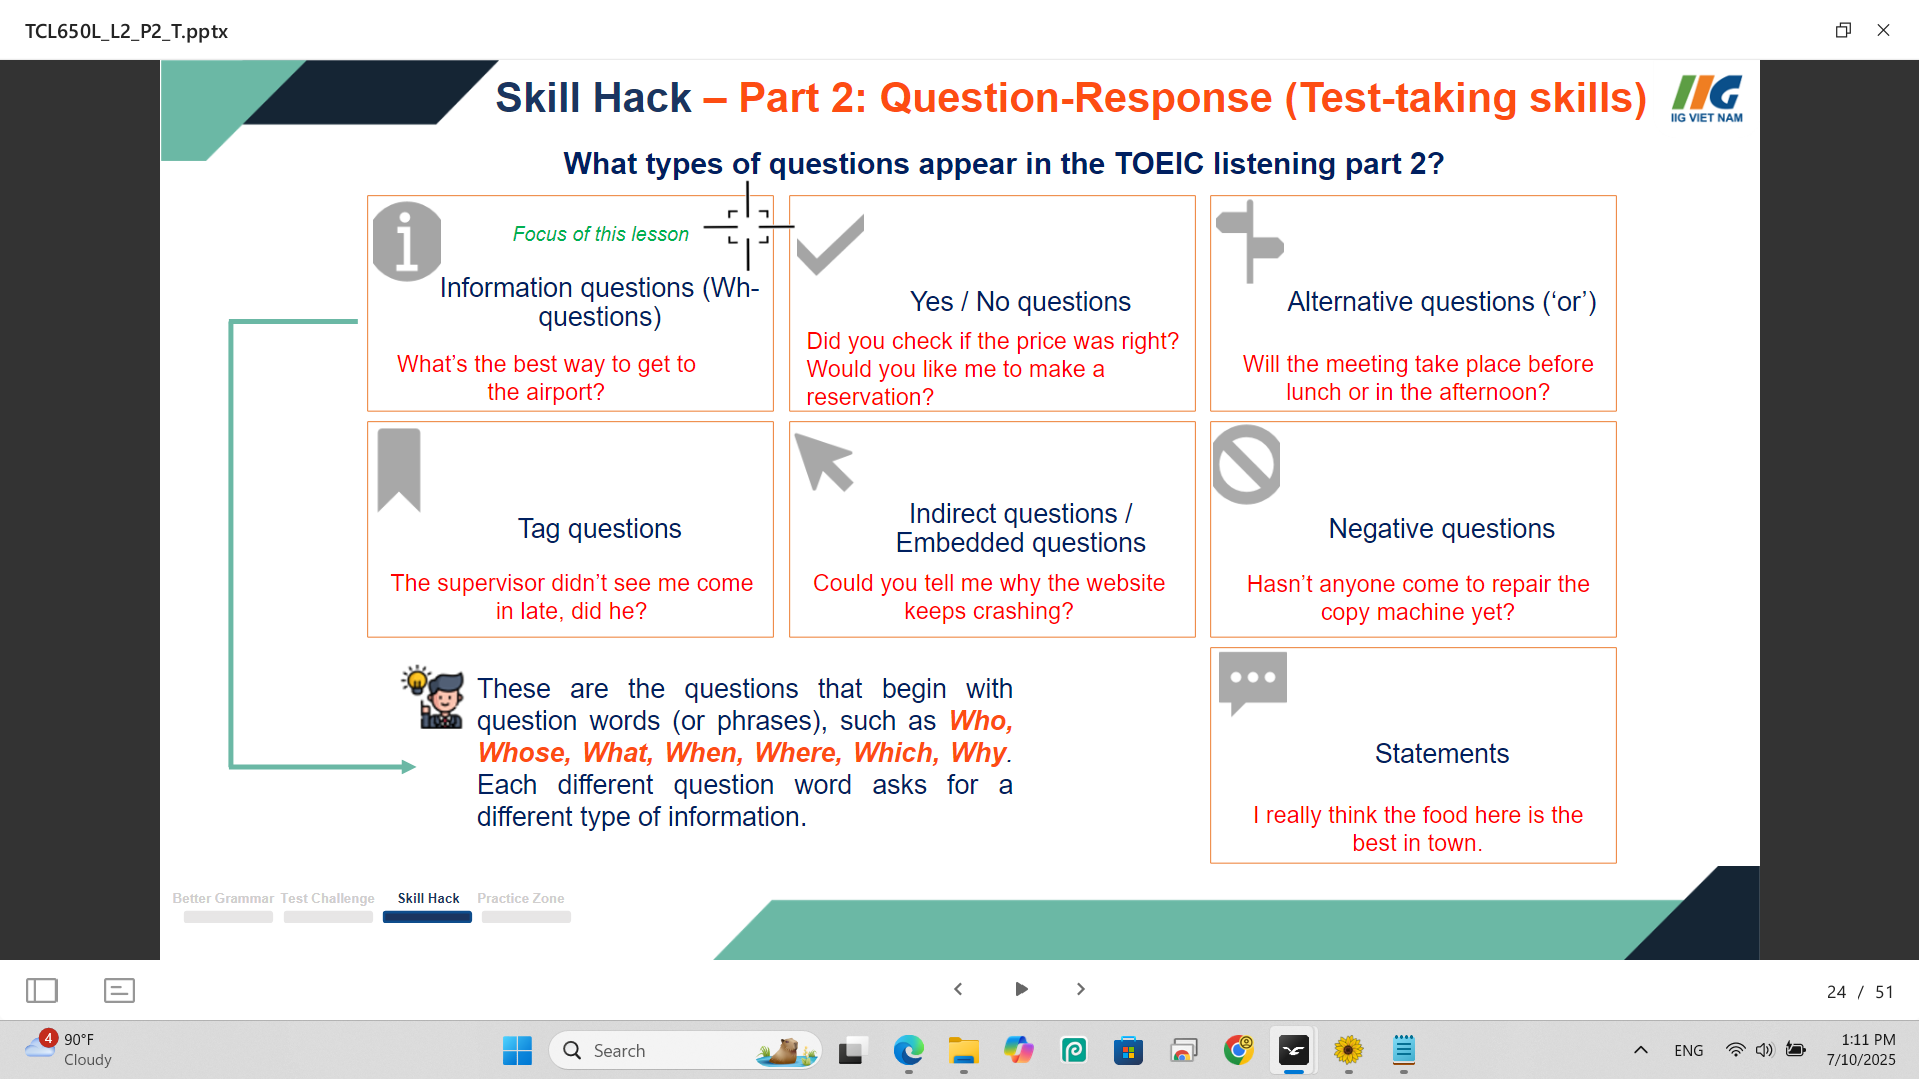 TCL650L_L2_P2_T.pptx
Skill Hack – Part 2: Question-Response (Test-taking skills)
IIG VIET NAM
What types of questions appear in the TOEIC listening part 2?
Focus of this lesson
Information questions (Wh-
questions)
What's the best way to get to
the airport?
Yes / No questions
Did you check if the price was right?
Would you like me to make a
reservation?
Alternative questions (‘or’)
Will the meeting take place before
lunch or in the afternoon?
Tag questions
The supervisor didn’t see me come
in late, did he?
Indirect questions /
Embedded questions
Could you tell me why the website
keeps crashing?
Negative questions
Hasn’t anyone come to repair the
copy machine yet?
These are the questions that begin with
question words (or phrases), such as Who,
Whose, What, When, Where, Which, Why.
Each different question word asks for a
different type of information.
Statements
I really think the food here is the
best in town.
Better Grammar Test Challenge Skill Hack Practice Zone
24 / 51
4
90°F
Cloudy
Search
ENG
1:11 PM
7/10/2025